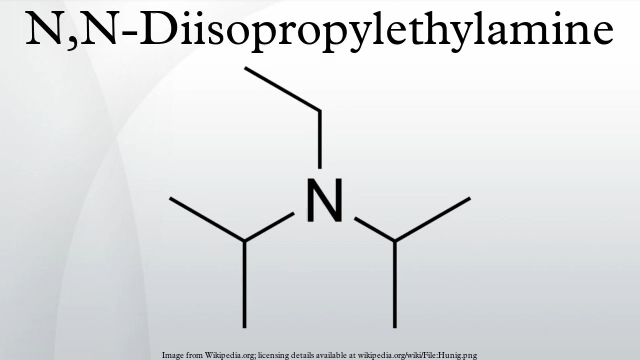 N,N-Diisopropylethylamine
N
Image from Wikipedia.org; licensing details available at wikipedia.org/wiki/File:Hunig.png